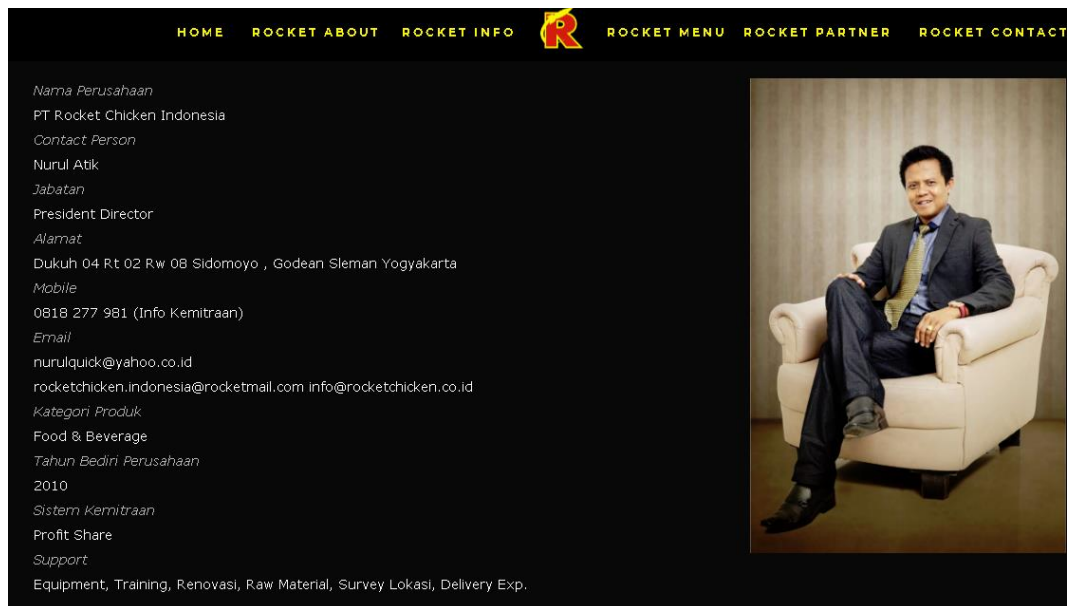 HOME ROCKET ABOUT ROCKET INFO R ROCKET MENU ROCKET PARTNER ROCKET CONTACT
Nama Perusahaan
PT Rocket Chicken Indonesia
Contact Person
Nurul Atik
Jabatan
President Director
Alamat
Dukuh 04 Rt 02 Rw 08 Sidomoyo , Godean Sleman Yogyakarta
Mobile
0818 277 981 (Info Kemitraan)
Email
nurulquick@yahoo.co.id
rocketchicken.indonesia@rocketmail.com info@rocketchicken.co.id
Kategori Produk
Food & Beverage
Tahun Bediri Perusahaan
2010
Sistem Kemitraan
Profit Share
Support
Equipment, Training, Renovasi, Raw Material, Survey Lokasi, Delivery Exp.